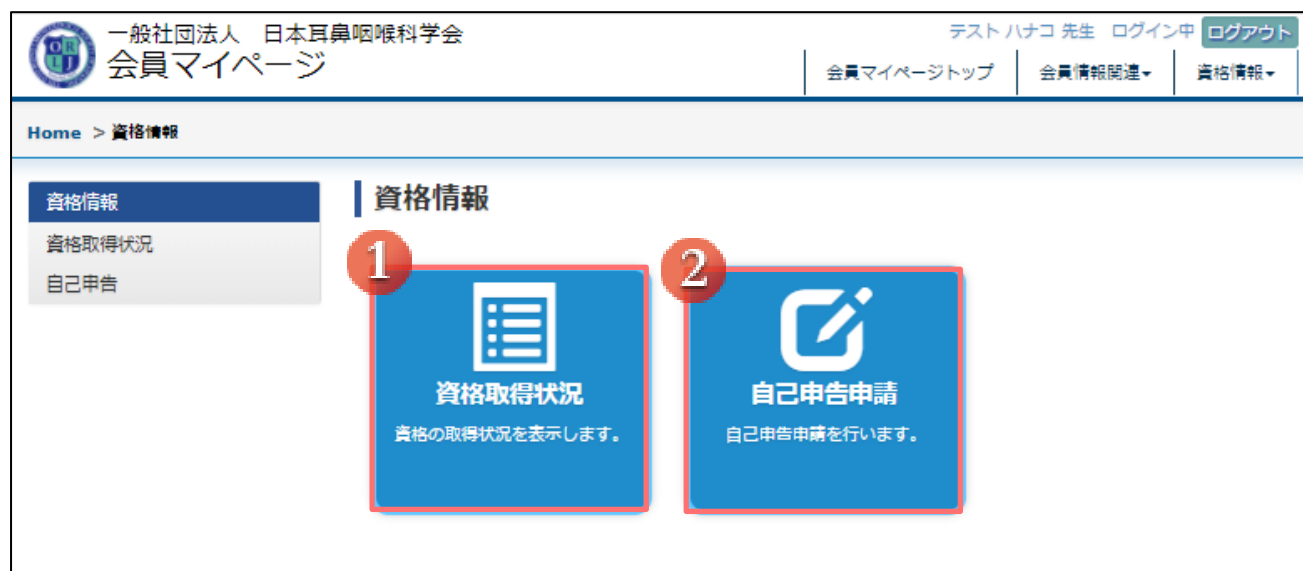 一般社団法人 日本耳鼻咽喉科学会
会員マイページ
テスト ハナコ 先生 ログイン中 ログアウト
会員マイページトップ 会員情報関連▾ 資格情報▾
Home > 資格情報
資格情報
資格取得状況
自己申告
資格情報
1
資格取得状況
資格の取得状況を表示します。
2
自己申告申請
自己申告申請を行います。